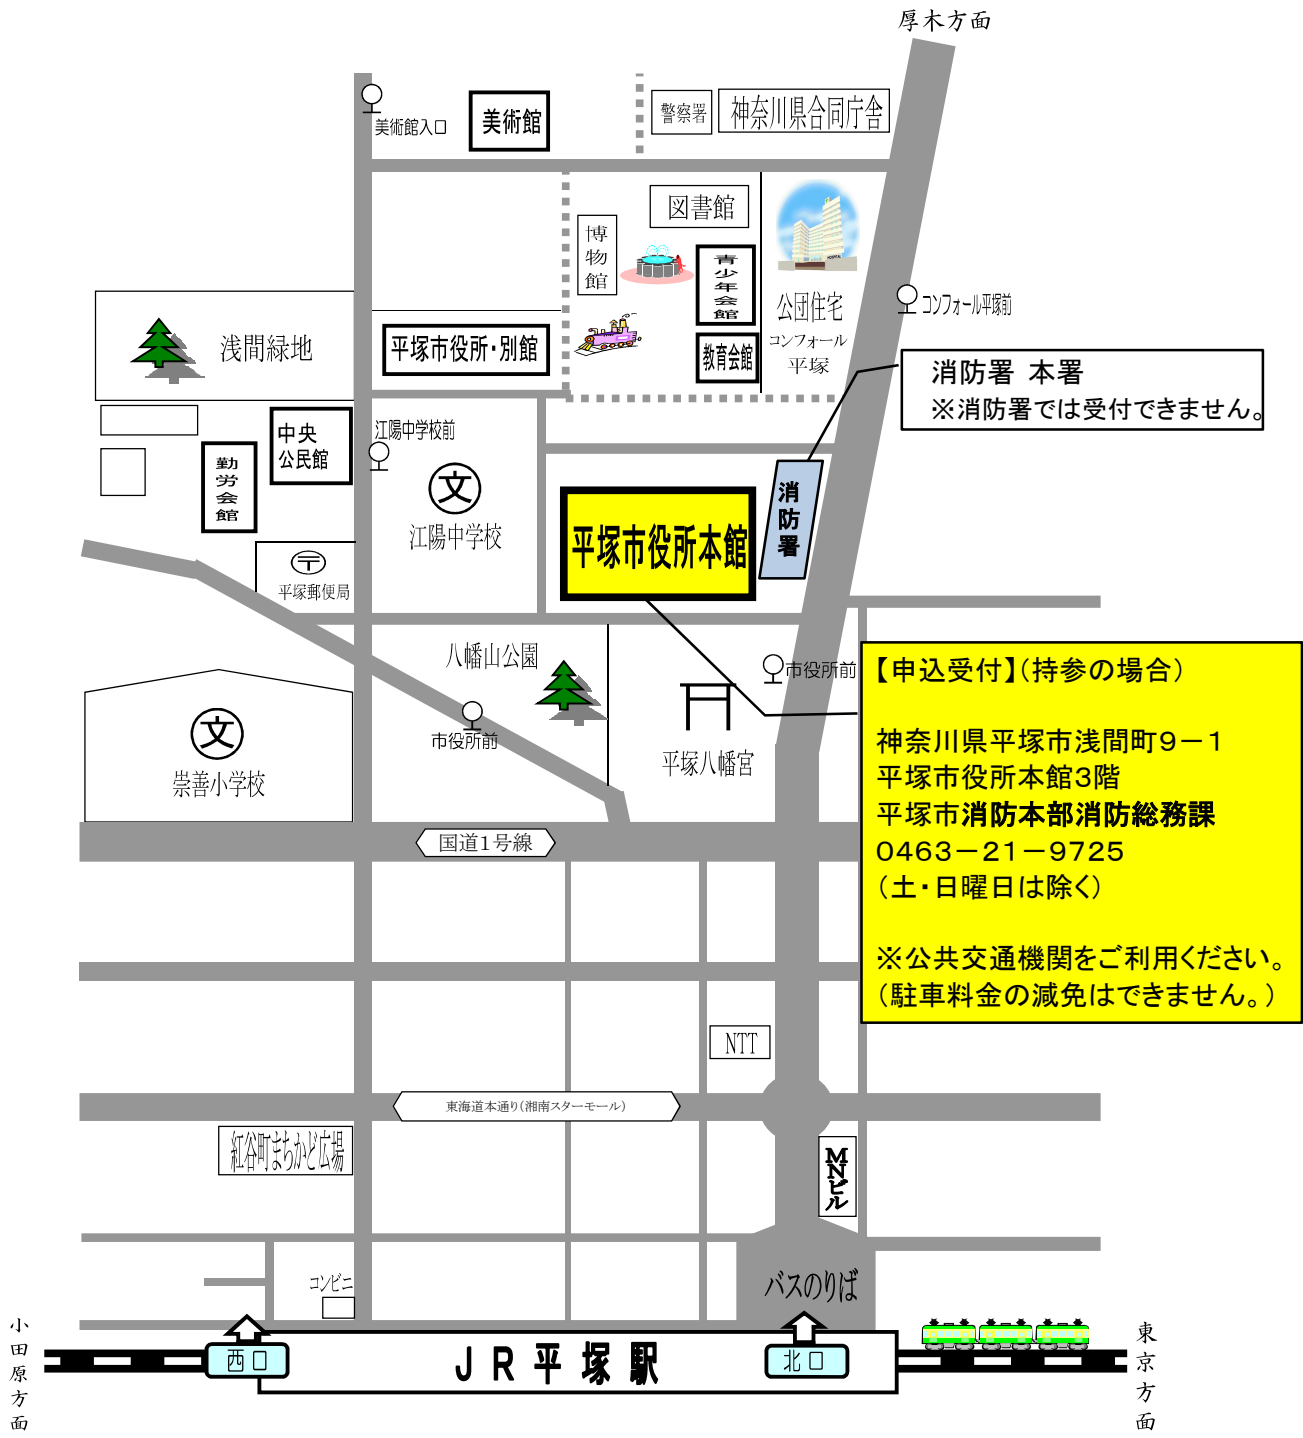 厚木方面
美術館入口
美術館
警察署
神奈川県合同庁舎
図書館
博物館
青少年会館
公団住宅
コンフォール
平塚
コンフォール平塚前
浅間緑地
平塚市役所・別館
教育会館
消防署 本署
※消防署では受付できません。
中央
公民館
江陽中学校前
勤労会館
文
江陽中学校
平塚市役所本館
消防署
〒
平塚郵便局
八幡山公園
市役所前
市役所前
平塚八幡宮
文
崇善小学校
【申込受付】(持参の場合)
神奈川県平塚市浅間町9-1
平塚市役所本館3階
平塚市消防本部消防総務課
0463-21-9725
(土・日曜日は除く)
※公共交通機関をご利用ください。
(駐車料金の減免はできません。)
国道1号線
NTT
東海道本通り(湘南スターモール)
紅谷町まちかど広場
MNビル
コンビニ
バスのりば
小田原方面
西口
JR平塚駅
北口
東京方面
HOSPITAL